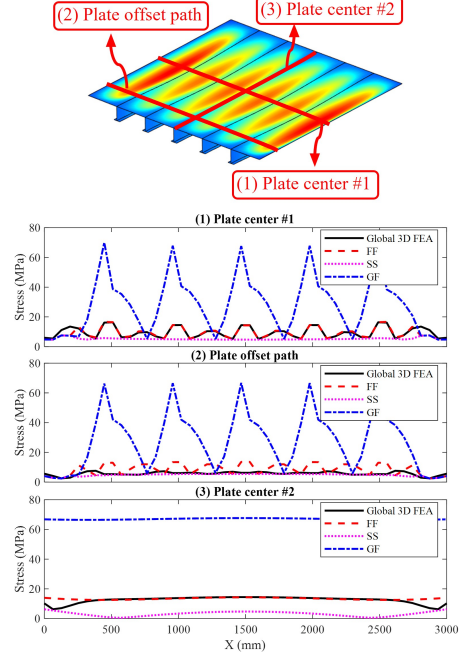 (3) Plate center #2
(2) Plate offset path
(1) Plate center #1
(1) Plate center #1
80
60
40
20
0
Stress (MPa)
Global 3D FEA
FF
SS
GF
(2) Plate offset path
80
60
40
20
0
Stress (MPa)
Global 3D FEA
FF
SS
GF
(3) Plate center #2
80
60
40
20
0
Stress (MPa)
Global 3D FEA
FF
SS
GF
0 500 1000 1500 2000 2500 3000
X (mm)